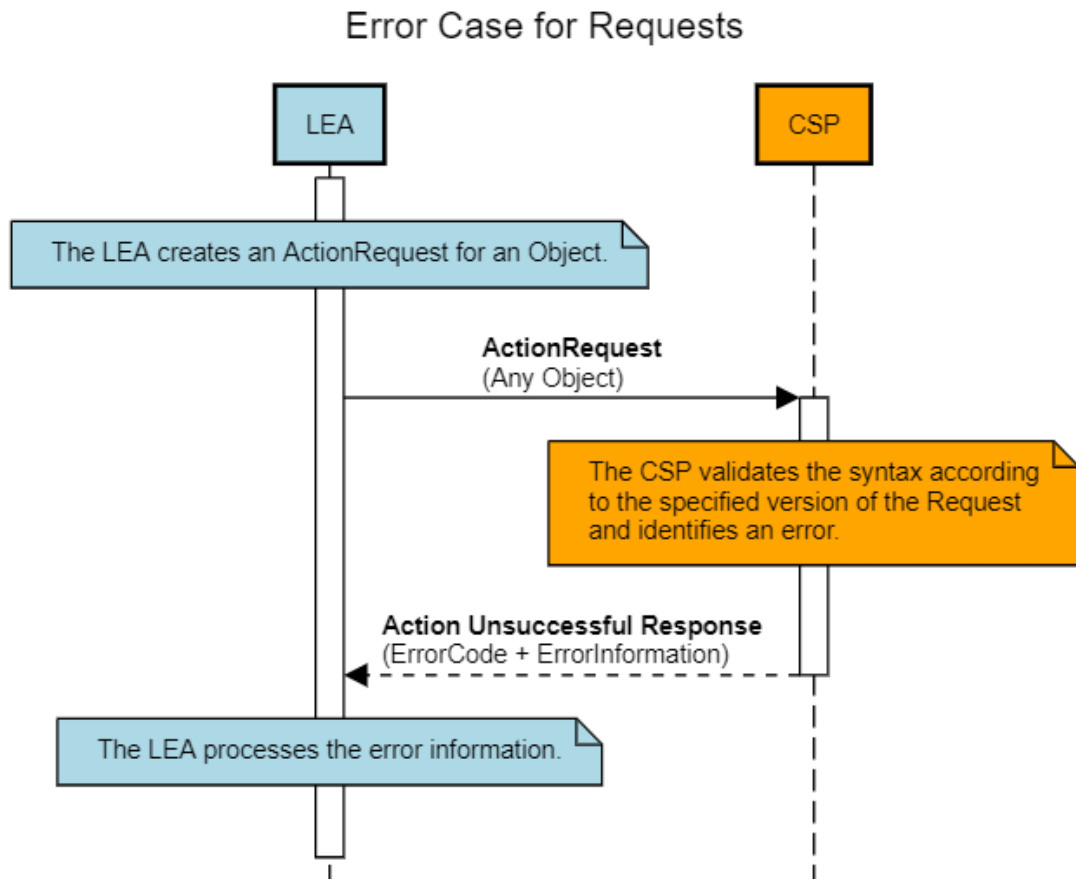 Error Case for Requests
LEA
CSP
The LEA creates an ActionRequest for an Object.
ActionRequest
(Any Object)
The CSP validates the syntax according
to the specified version of the Request
and identifies an error.
Action Unsuccessful Response
(ErrorCode + ErrorInformation)
The LEA processes the error information.